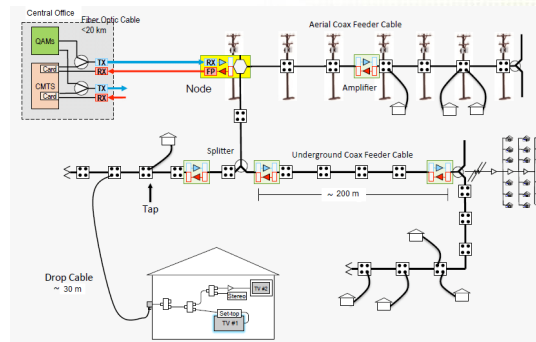 Central Office
Fiber Optic Cable
<20 km
QAMs
Card
CMTS
Card
TX
RX
TX
RX
RX
FP
Node
Aerial Coax Feeder Cable
Amplifier
Splitter
Underground Coax Feeder Cable
~ 200 m
Tap
Drop Cable
~ 30 m
TV #2
Stereo
Set-top
TV #1